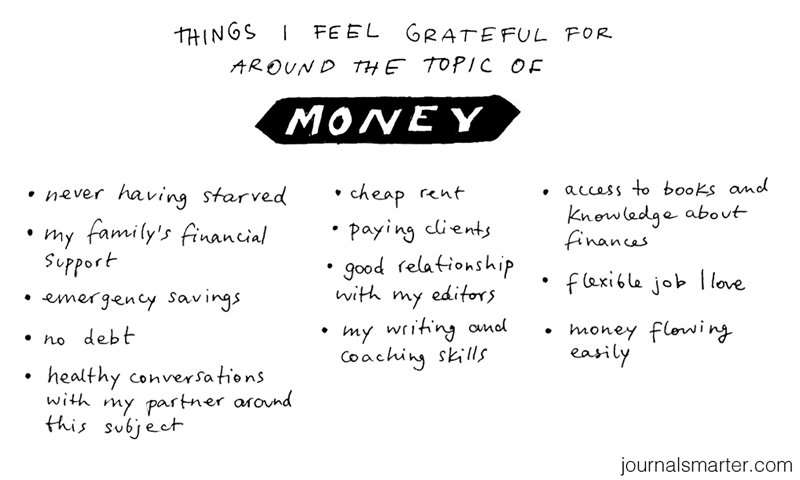 THINGS I FEEL GRATEFUL FOR
AROUND THE TOPIC OF
MONEY
• never having starved
• my family's financial
support
• emergency savings
• no debt
• healthy conversations
with my partner around
this subject
• cheap rent
• paying clients
• good relationship
with my editors
• my writing and
coaching skills
• access to books and
knowledge about
finances
• flexible job I love
• money flowing
easily
journalsmarter.com